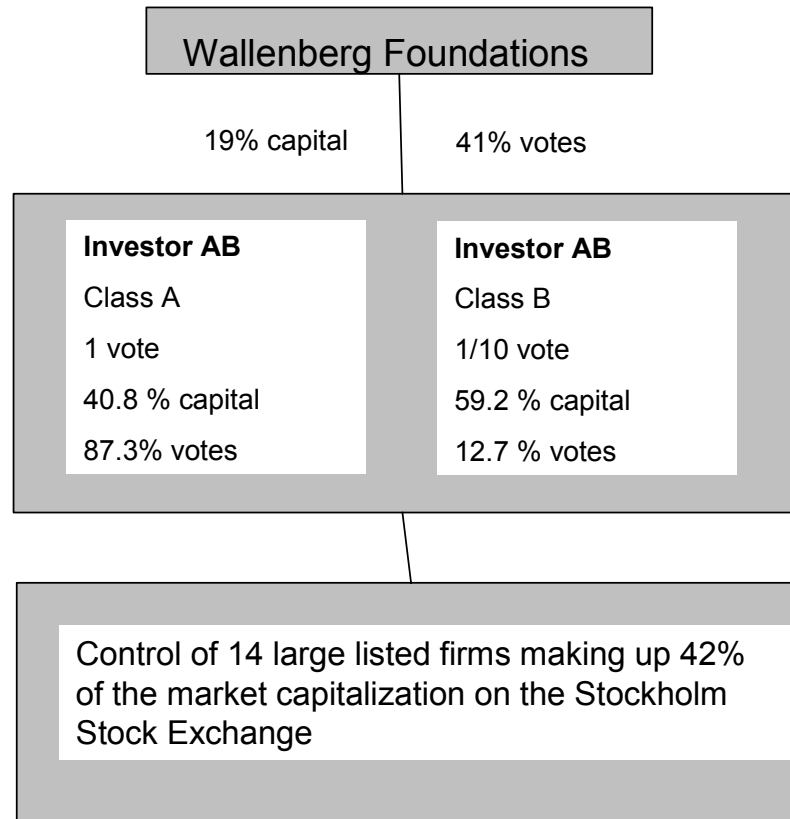 Wallenberg Foundations
19% capital
41% votes
Investor AB
Class A
1 vote
40.8 % capital
87.3% votes
Investor AB
Class B
1/10 vote
59.2 % capital
12.7 % votes
Control of 14 large listed firms making up 42%
of the market capitalization on the Stockholm
Stock Exchange